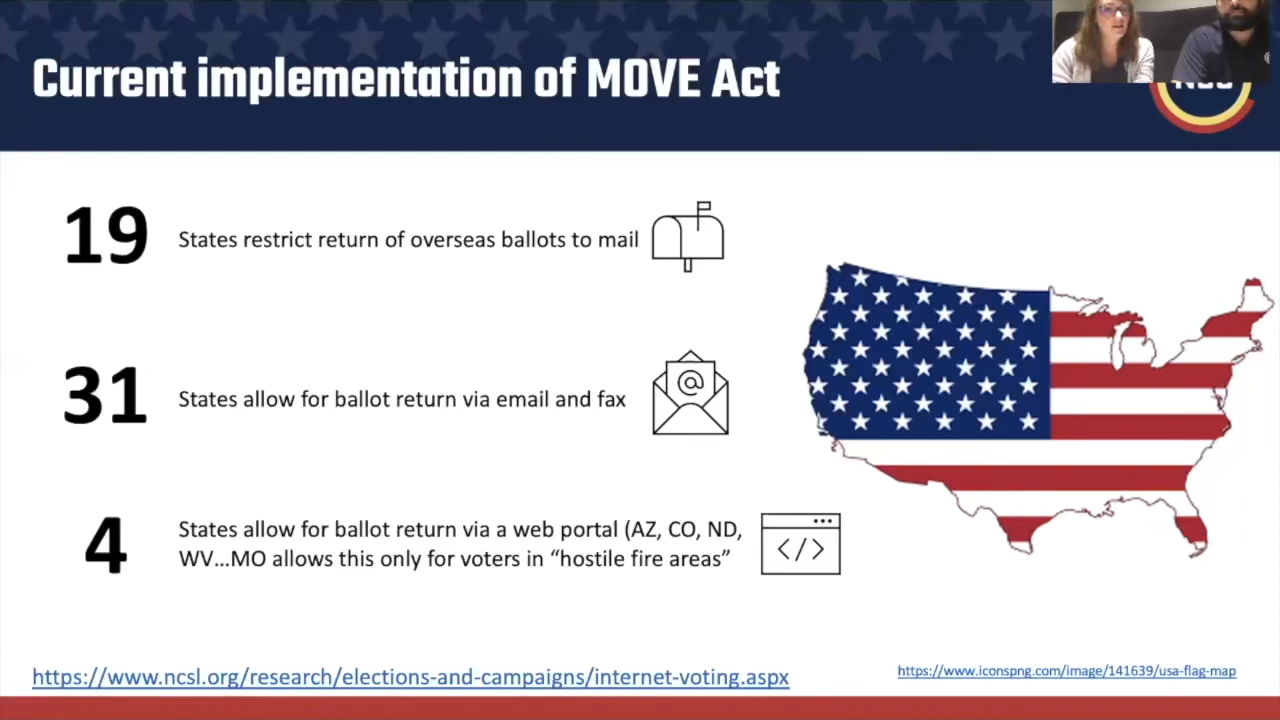 Current implementation of MOVE Act
19
States restrict return of overseas ballots to mail
31
States allow for ballot return via email and fax
@
4
States allow for ballot return via a web portal (AZ, CO, ND,
WV...MO allows this only for voters in “hostile fire areas”
</>
https://www.ncsl.org/research/elections-and-campaigns/internet-voting.aspx
https://www.iconspng.com/image/141639/usa-flag-map